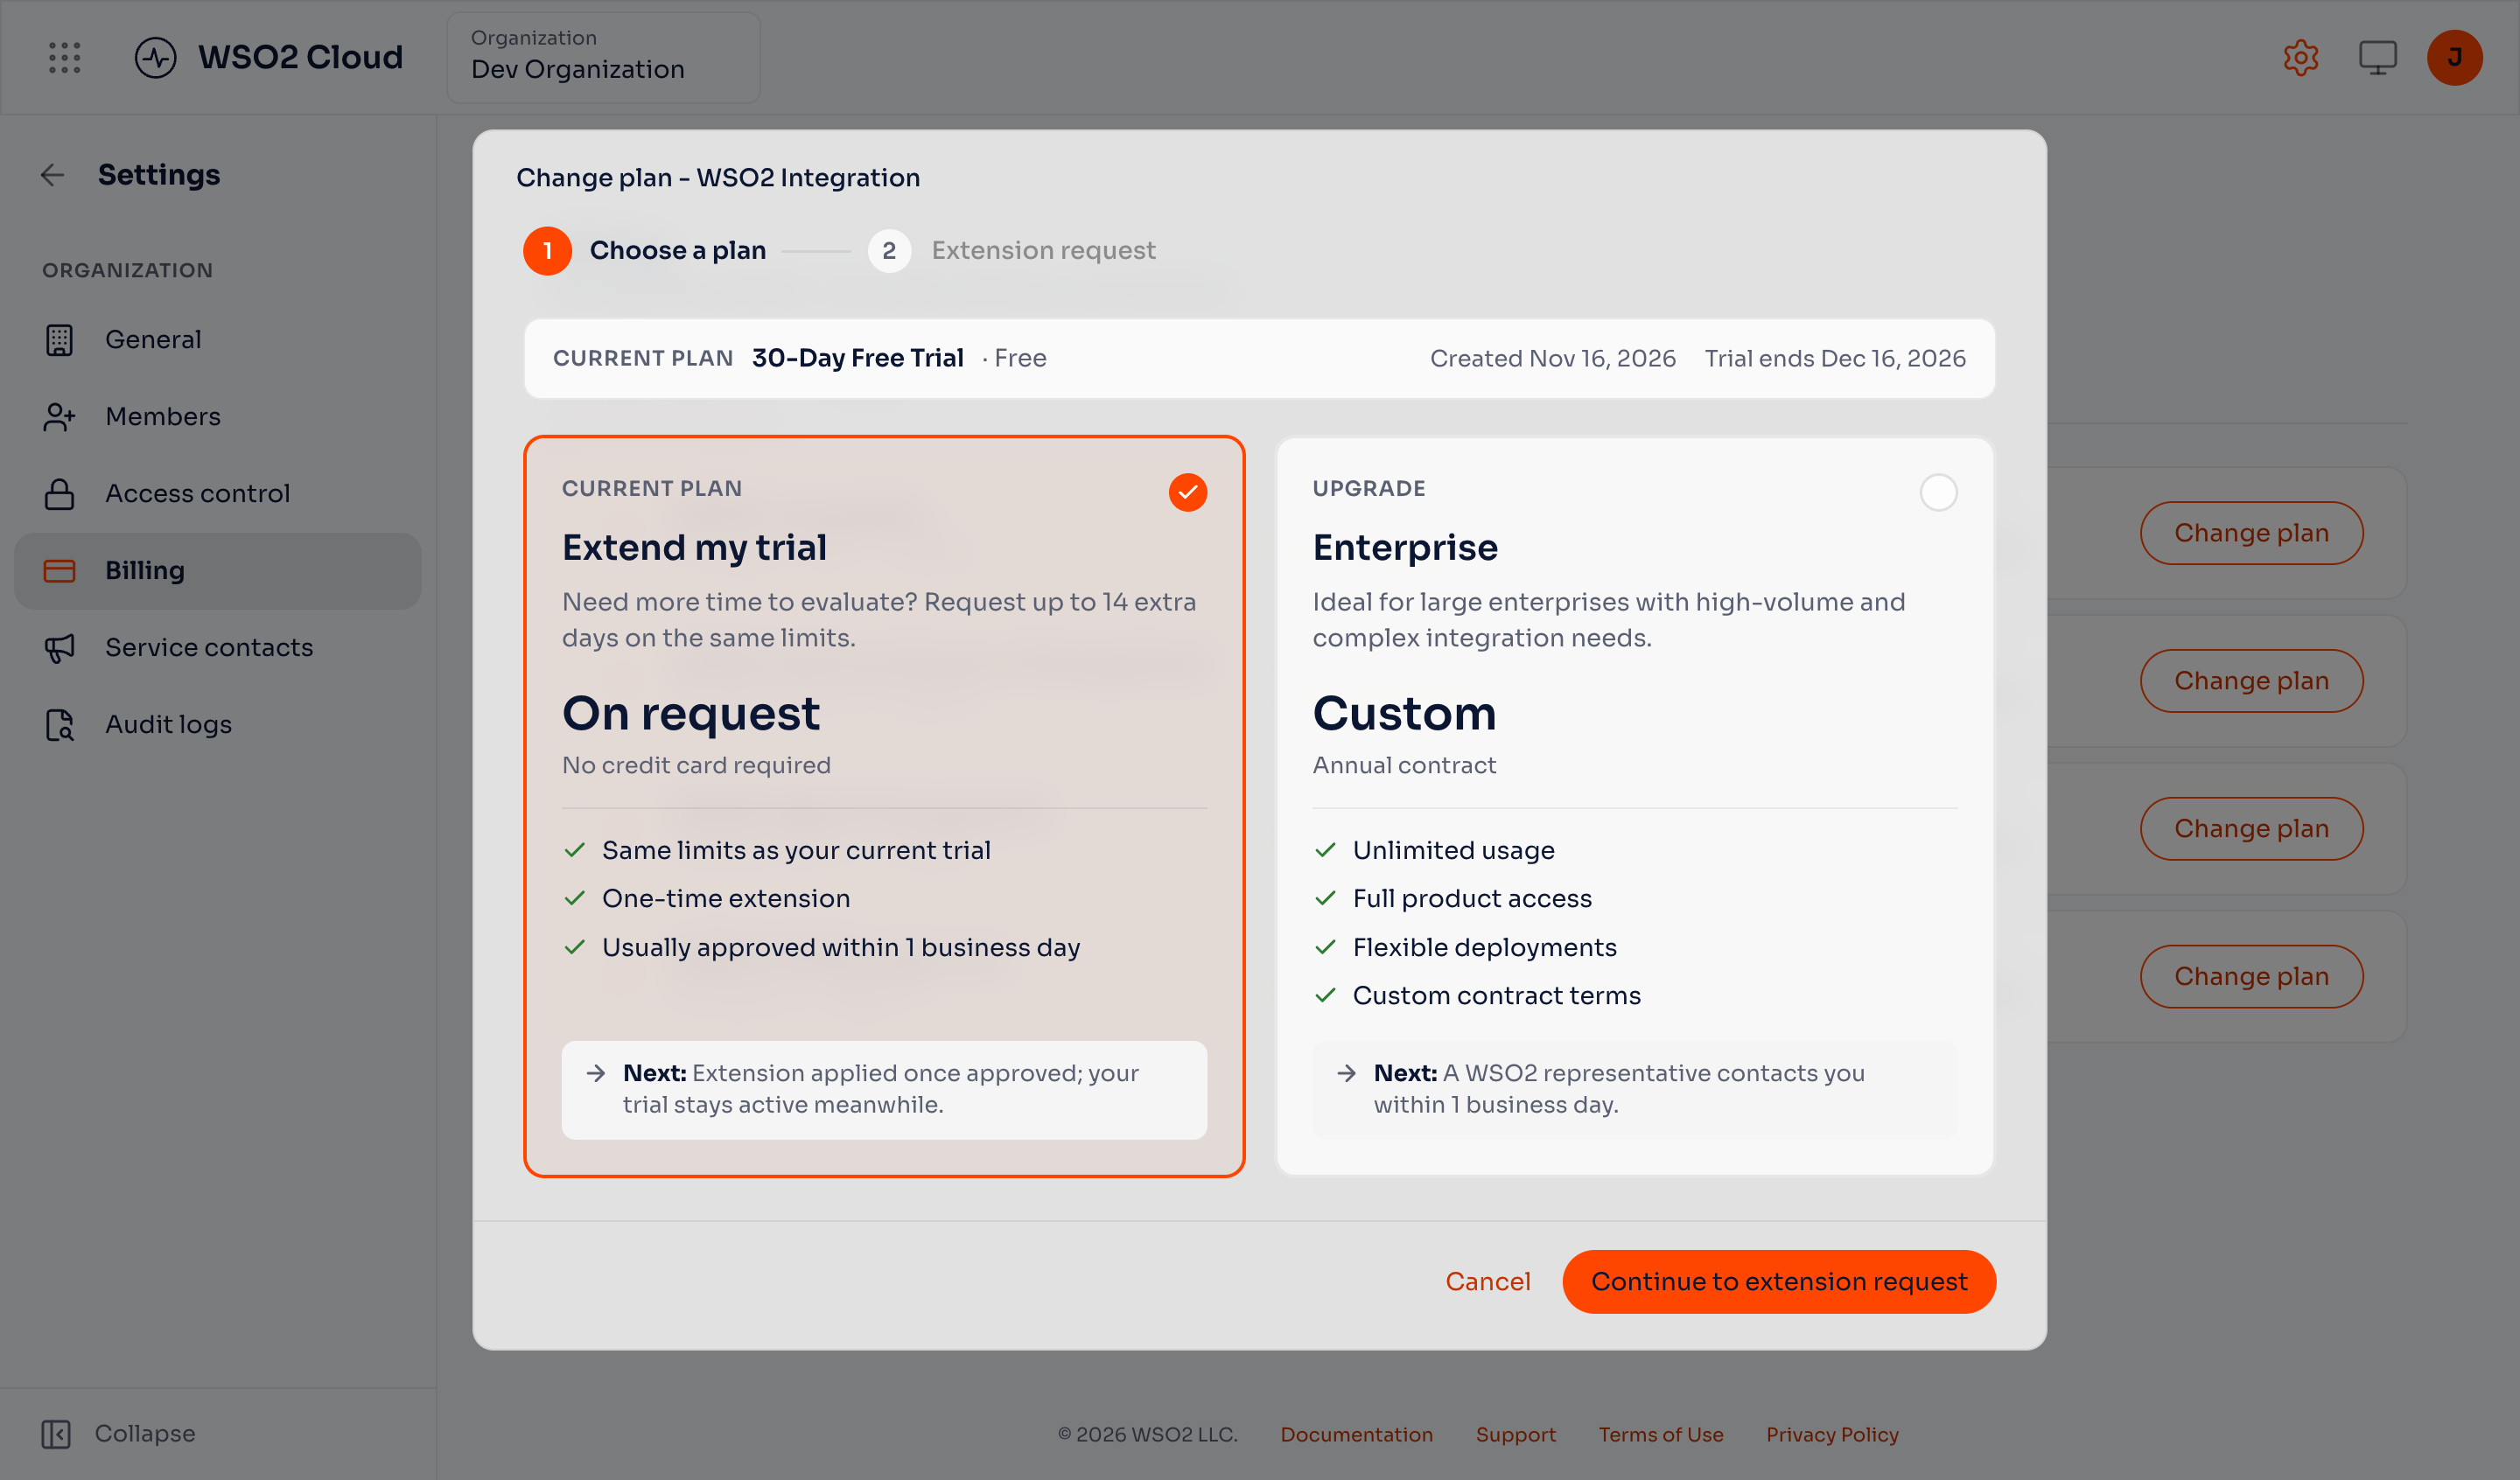 WSO2 Cloud
Organization
Dev Organization
J
Settings
ORGANIZATION
General
Members
Access control
Billing
Service contacts
Audit logs
Collapse
Change plan - WSO2 Integration
1 Choose a plan
2 Extension request
CURRENT PLAN 30-Day Free Trial · Free
Created Nov 16, 2026 Trial ends Dec 16, 2026
CURRENT PLAN
Extend my trial
Need more time to evaluate? Request up to 14 extra
days on the same limits.
On request
No credit card required
Same limits as your current trial
One-time extension
Usually approved within 1 business day
Next: Extension applied once approved; your
trial stays active meanwhile.
UPGRADE
Enterprise
Ideal for large enterprises with high-volume and
complex integration needs.
Custom
Annual contract
Unlimited usage
Full product access
Flexible deployments
Custom contract terms
Next: A WSO2 representative contacts you
within 1 business day.
Cancel
Continue to extension request
Change plan
Change plan
Change plan
Change plan
© 2026 WSO2 LLC. Documentation Support Terms of Use Privacy Policy